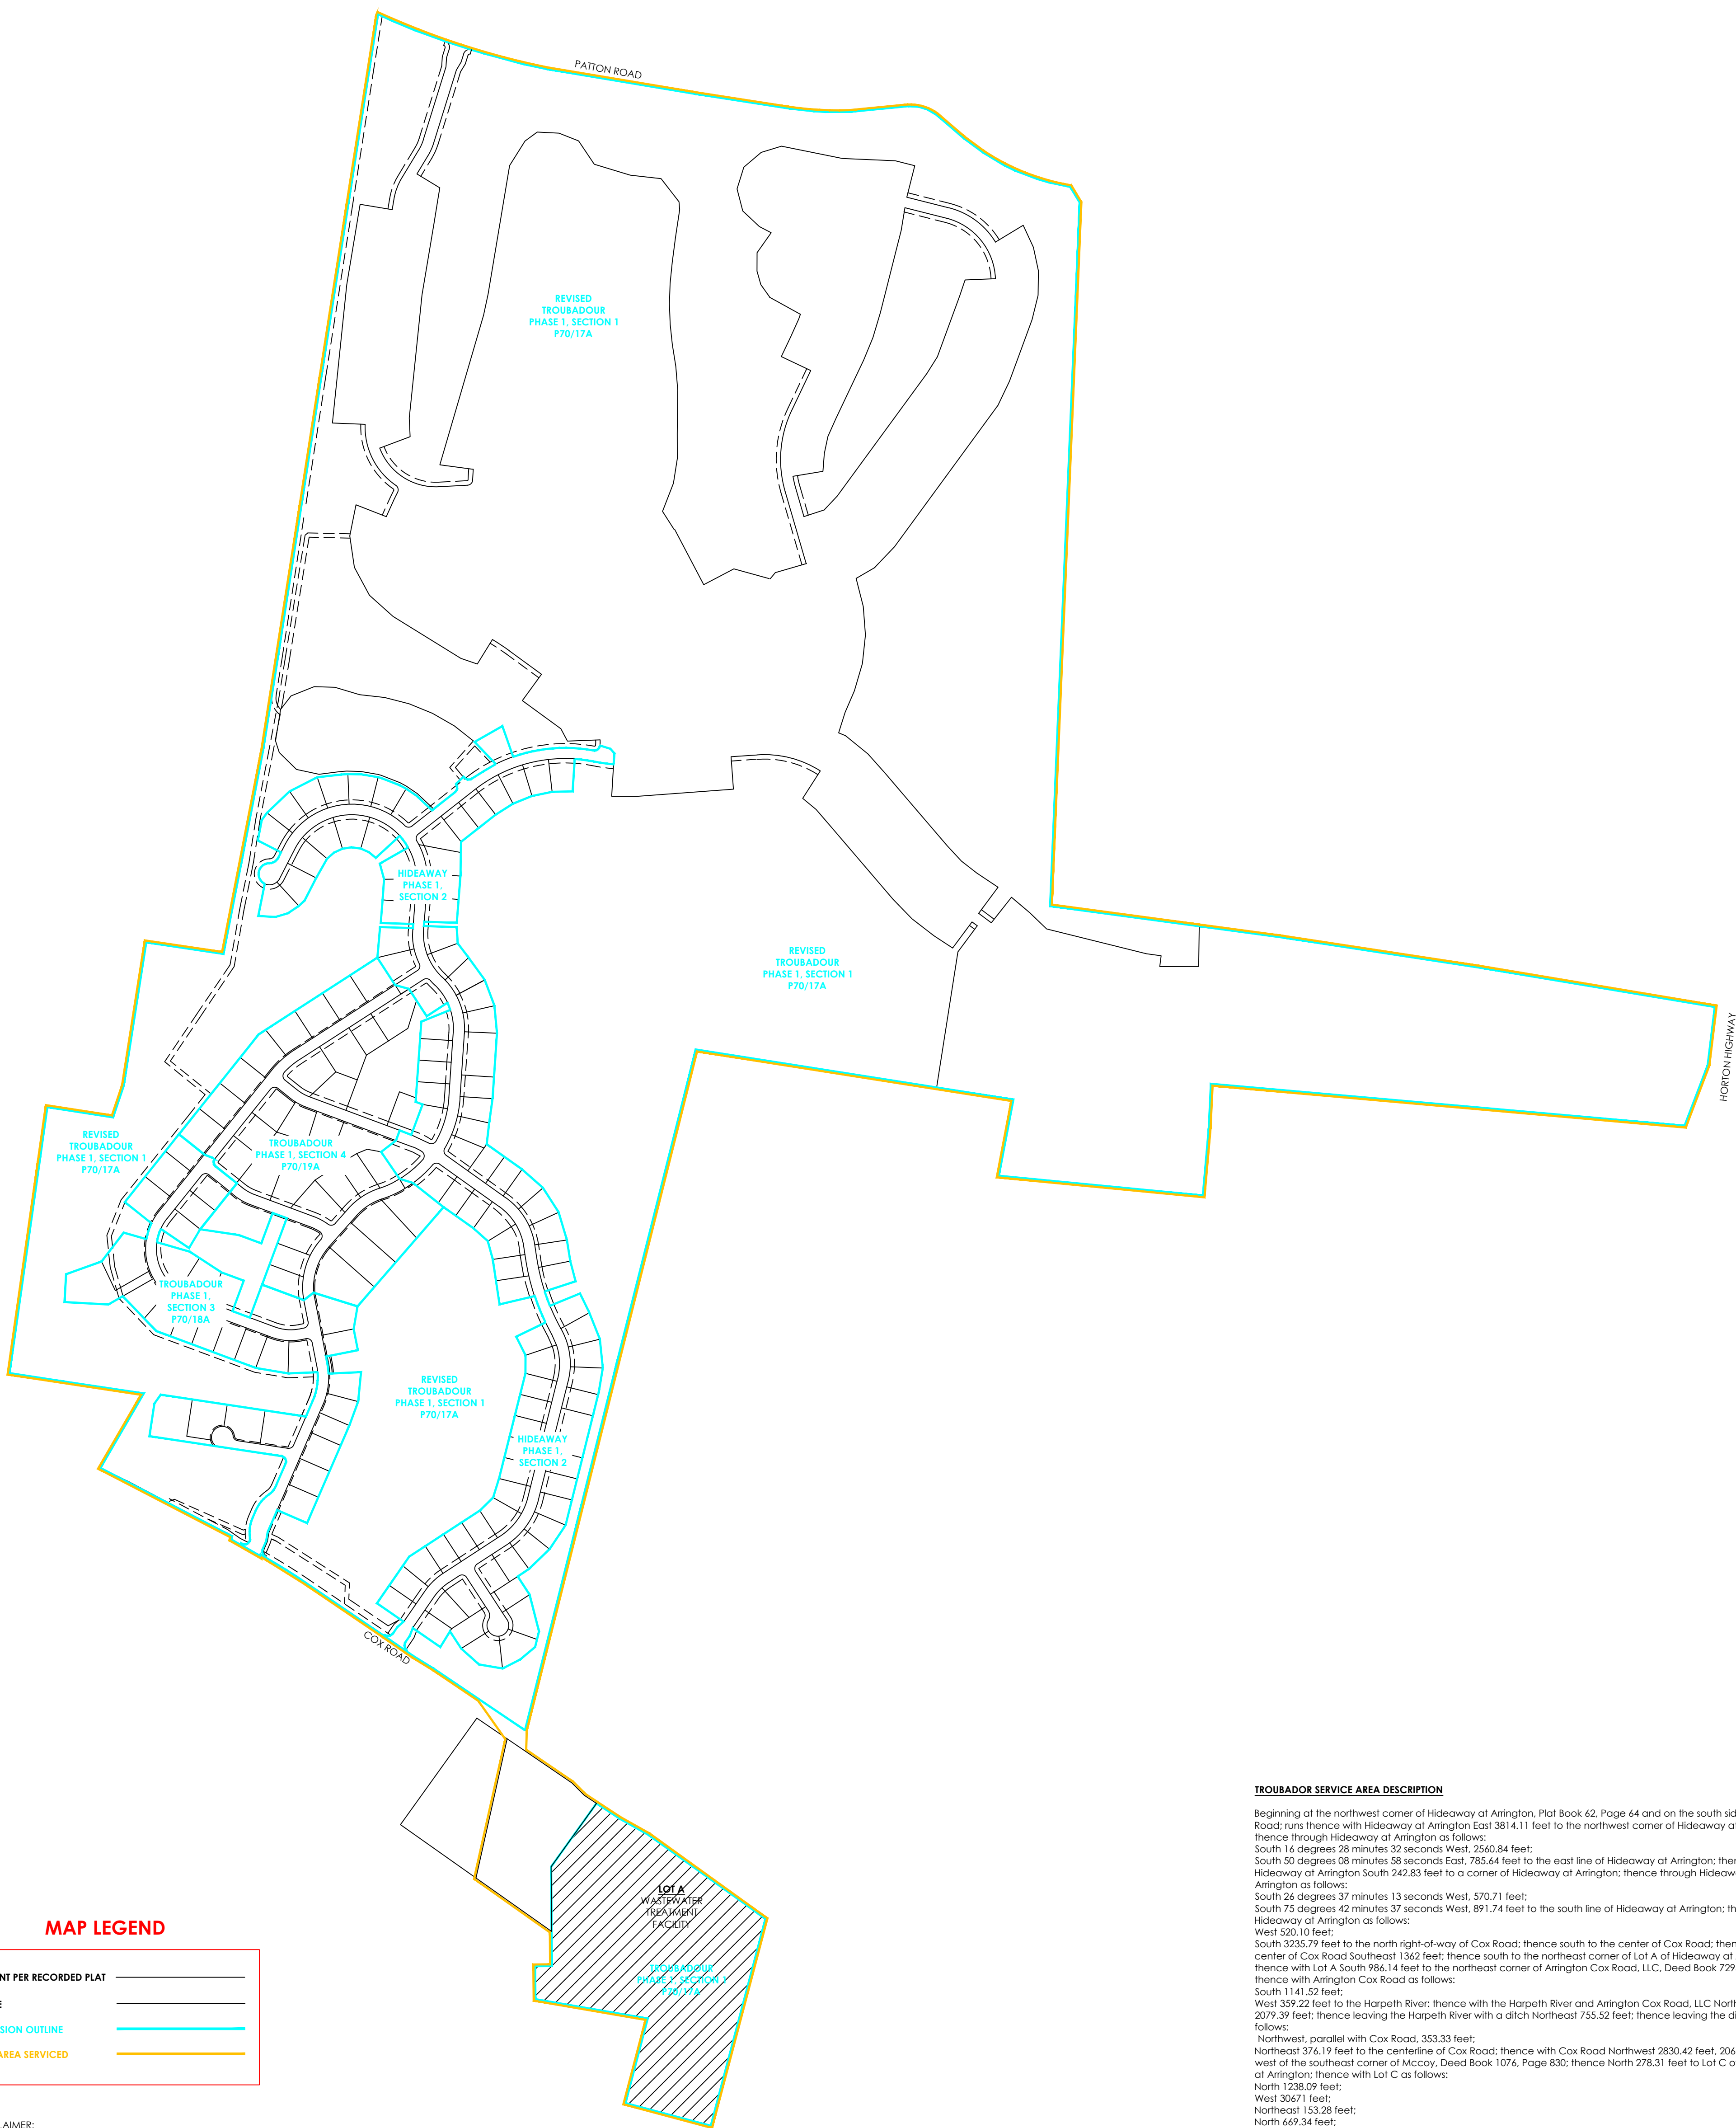 PATTON ROAD
REVISED
TROUBADOUR
PHASE 1, SECTION 1
P70/17A
HIDEAWAY
PHASE 1,
SECTION 2
REVISED
TROUBADOUR
PHASE 1, SECTION 1
P70/17A
HORTON HIGHWAY
REVISED
TROUBADOUR
PHASE 1, SECTION 1
P70/17A
TROUBADOUR
PHASE 1, SECTION 4
P70/19A
TROUBADOUR
PHASE 1,
SECTION 3
P70/18A
REVISED
TROUBADOUR
PHASE 1, SECTION 1
P70/17A
HIDEAWAY
PHASE 1,
SECTION 2
COX ROAD
LOT A
WASTEWATER
TREATMENT
FACILITY
TROUBADOUR
PHASE 1, SECTION 1
P70/17A
MAP LEGEND
NT PER RECORDED PLAT
E
SION OUTLINE
AREA SERVICED
LAIMER:
TROUBADOR SERVICE AREA DESCRIPTION
Beginning at the northwest corner of Hideaway at Arrington, Plat Book 62, Page 64 and on the south sid
Road; runs thence with Hideaway at Arrington East 3814.11 feet to the northwest corner of Hideaway at
thence through Hideaway at Arrington as follows:
South 16 degrees 28 minutes 32 seconds West, 2560.84 feet;
South 50 degrees 08 minutes 58 seconds East, 785.64 feet to the east line of Hideaway at Arrington; then
Hideaway at Arrington South 242.83 feet to a corner of Hideaway at Arrington; thence through Hideaw
Arrington as follows:
South 26 degrees 37 minutes 13 seconds West, 570.71 feet;
South 75 degrees 42 minutes 37 seconds West, 891.74 feet to the south line of Hideaway at Arrington; th
Hideaway at Arrington as follows:
West 520.10 feet;
South 3235.79 feet to the north right-of-way of Cox Road; thence south to the center of Cox Road; then
center of Cox Road Southeast 1362 feet; thence south to the northeast corner of Lot A of Hideaway at
thence with Lot A South 986.14 feet to the northeast corner of Arrington Cox Road, LLC, Deed Book 729
thence with Arrington Cox Road as follows:
South 1141.52 feet;
West 359.22 feet to the Harpeth River; thence with the Harpeth River and Arrington Cox Road, LLC North
2079.39 feet; thence leaving the Harpeth River with a ditch Northeast 755.52 feet; thence leaving the di
follows:
Northwest, parallel with Cox Road, 353.33 feet;
Northeast 376.19 feet to the centerline of Cox Road; thence with Cox Road Northwest 2830.42 feet, 206
west of the southeast corner of Mccoy, Deed Book 1076, Page 830; thence North 278.31 feet to Lot C o
at Arrington; thence with Lot C as follows:
North 1238.09 feet;
West 30671 feet;
Northeast 153.28 feet;
North 669.34 feet;